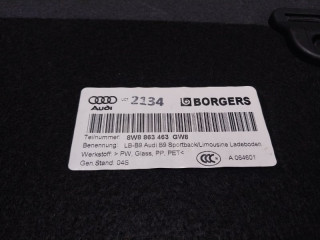 2134
BORGERS
Audi
Teilnummer: 8W8 863 463 GW8
Benennung: LB-B9 Audi B9 Sportback/Limousine Ladeboden
Werkstoff: > PW, Glass, PP, PET<
Gen.Stand: 04S
CCC
A 064601